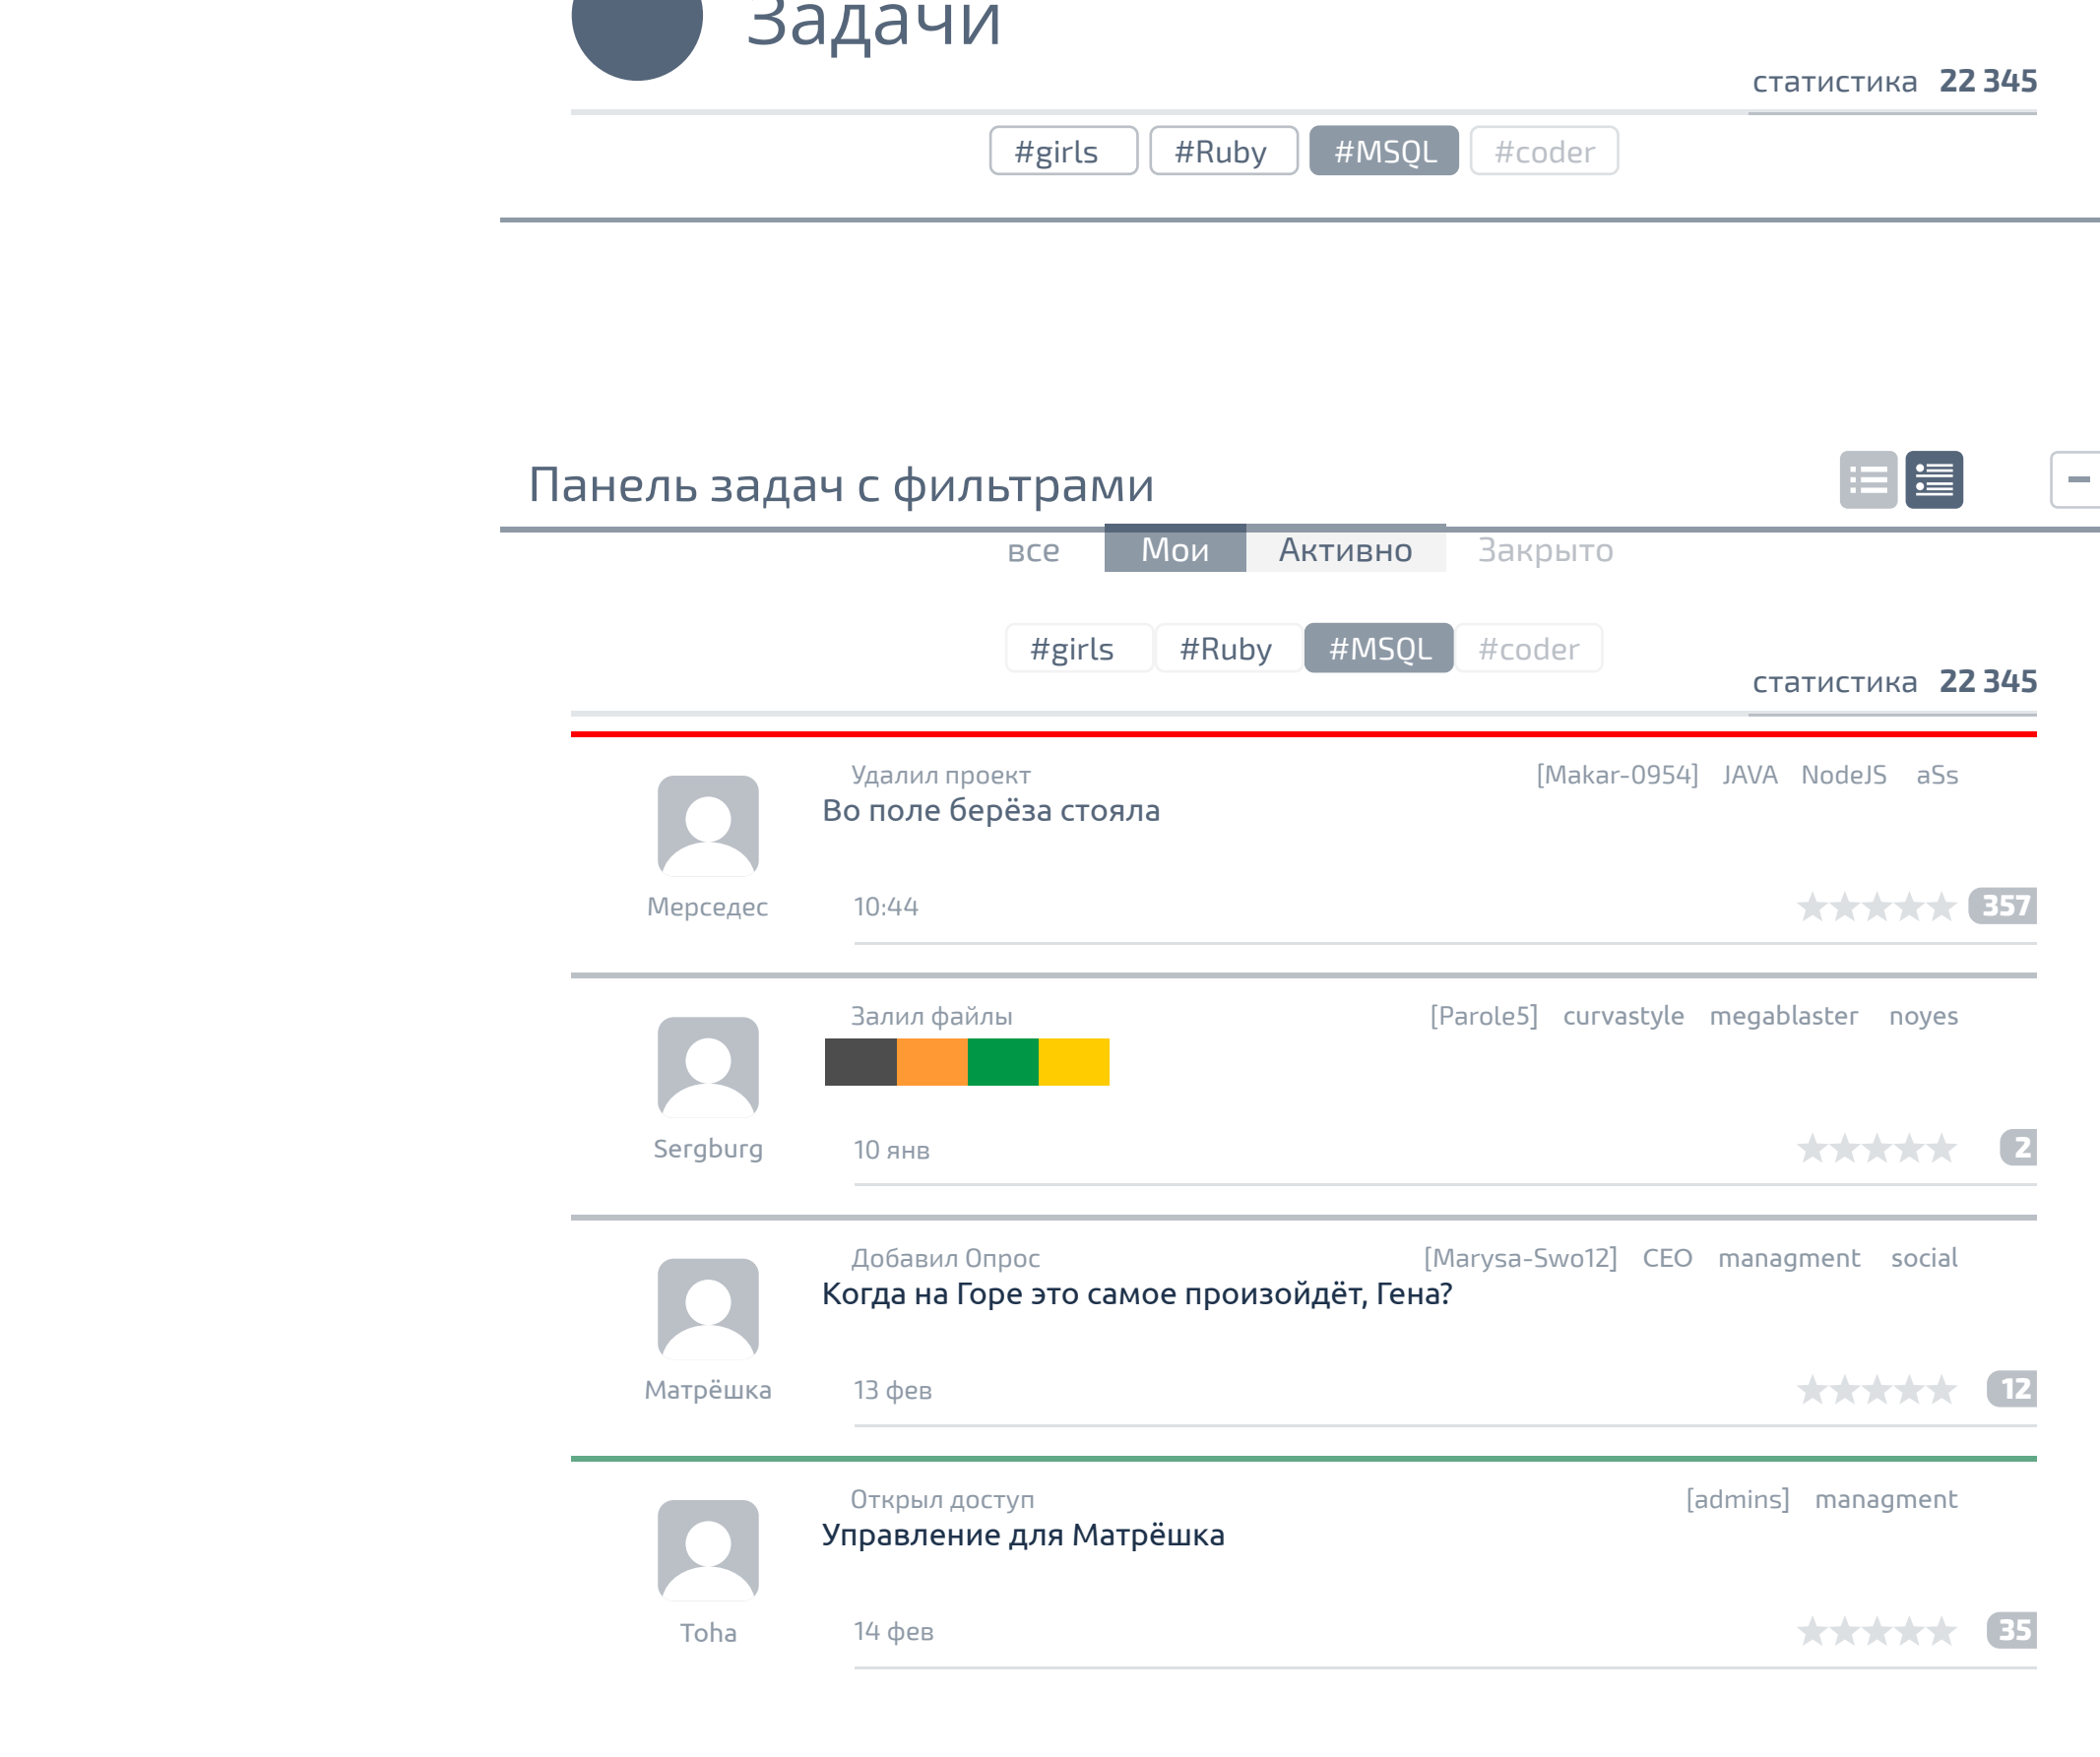 Задачи
статистика 22 345
#girls #Ruby #MSQL #coder
Панель задач с фильтрами
все Мои Активно Закрыто
#girls #Ruby #MSQL #coder
статистика 22 345
Удалил проект [Makar-0954] JAVA NodeJS aSs
Во поле берёза стояла
Мерседес 10:44 357
Залил файлы [Parole5] curvastyle megablaster noyes
Sergburg 10 янв 2
Добавил Опрос [Marysa-Swo12] CEO managment social
Когда на Горе это самое произойдёт, Гена?
Матрёшка 13 фев 12
Открыл доступ [admins] managment
Управление для Матрёшка
Toha 14 фев 35